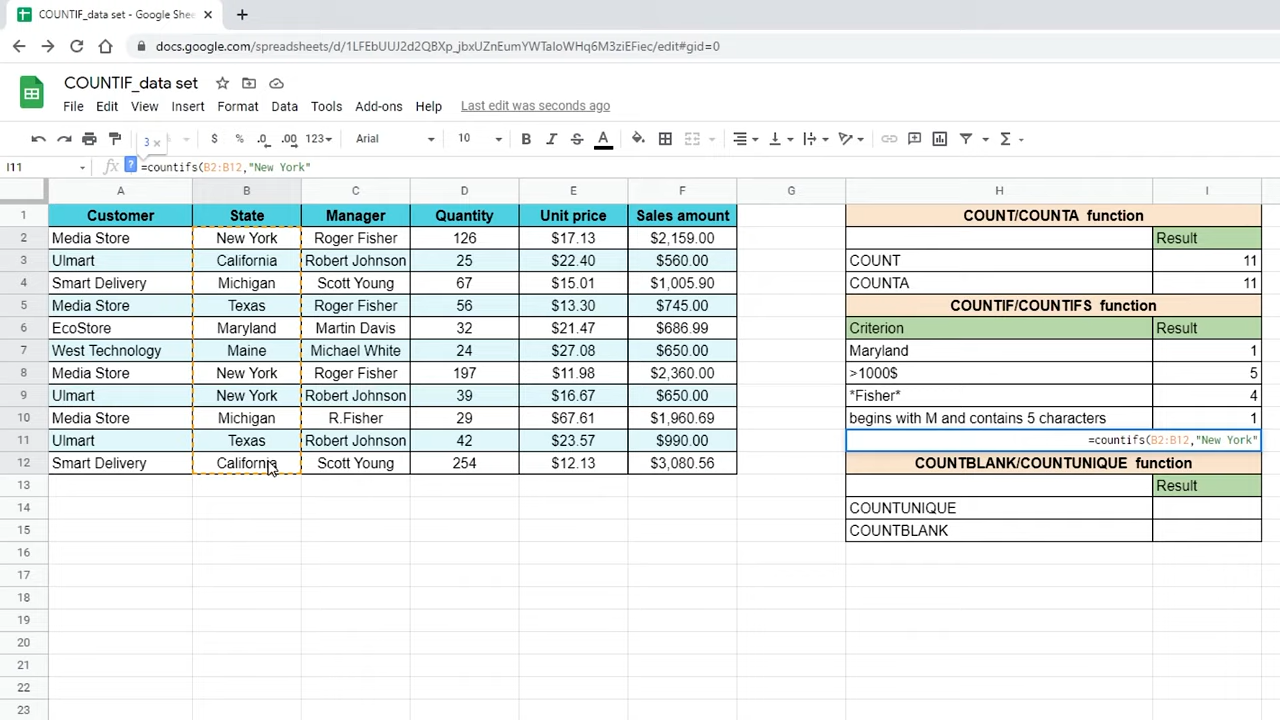 COUNTIF_data set - Google Shee
docs.google.com/spreadsheets/d/1LFEbUUJ2d2QBXp_jbxUZnEumYWTaloWHq6M3ziEFiec/edit#gid=0
COUNTIF_data set
File Edit View Insert Format Data Tools Add-ons Help Last edit was seconds ago
3 × $ % .0 .00 123 Arial 10 B I S A
I11 fx ? =countifs(B2:B12,"New York"
A B C D E F G H I
1 Customer State Manager Quantity Unit price Sales amount COUNT/COUNTA function
2 Media Store New York Roger Fisher 126 $17.13 $2,159.00 Result
3 Ulmart California Robert Johnson 25 $22.40 $560.00 COUNT 11
4 Smart Delivery Michigan Scott Young 67 $15.01 $1,005.90 COUNTA 11
5 Media Store Texas Roger Fisher 56 $13.30 $745.00 COUNTIF/COUNTIFS function
6 EcoStore Maryland Martin Davis 32 $21.47 $686.99 Criterion Result
7 West Technology Maine Michael White 24 $27.08 $650.00 Maryland 1
8 Media Store New York Roger Fisher 197 $11.98 $2,360.00 >1000$ 5
9 Ulmart New York Robert Johnson 39 $16.67 $650.00 *Fisher* 4
10 Media Store Michigan R.Fisher 29 $67.61 $1,960.69 begins with M and contains 5 characters 1
11 Ulmart Texas Robert Johnson 42 $23.57 $990.00 =countifs(B2:B12,"New York"
12 Smart Delivery California Scott Young 254 $12.13 $3,080.56 COUNTBLANK/COUNTUNIQUE function
13 Result
14 COUNTUNIQUE
15 COUNTBLANK
16
17
18
19
20
21
22
23